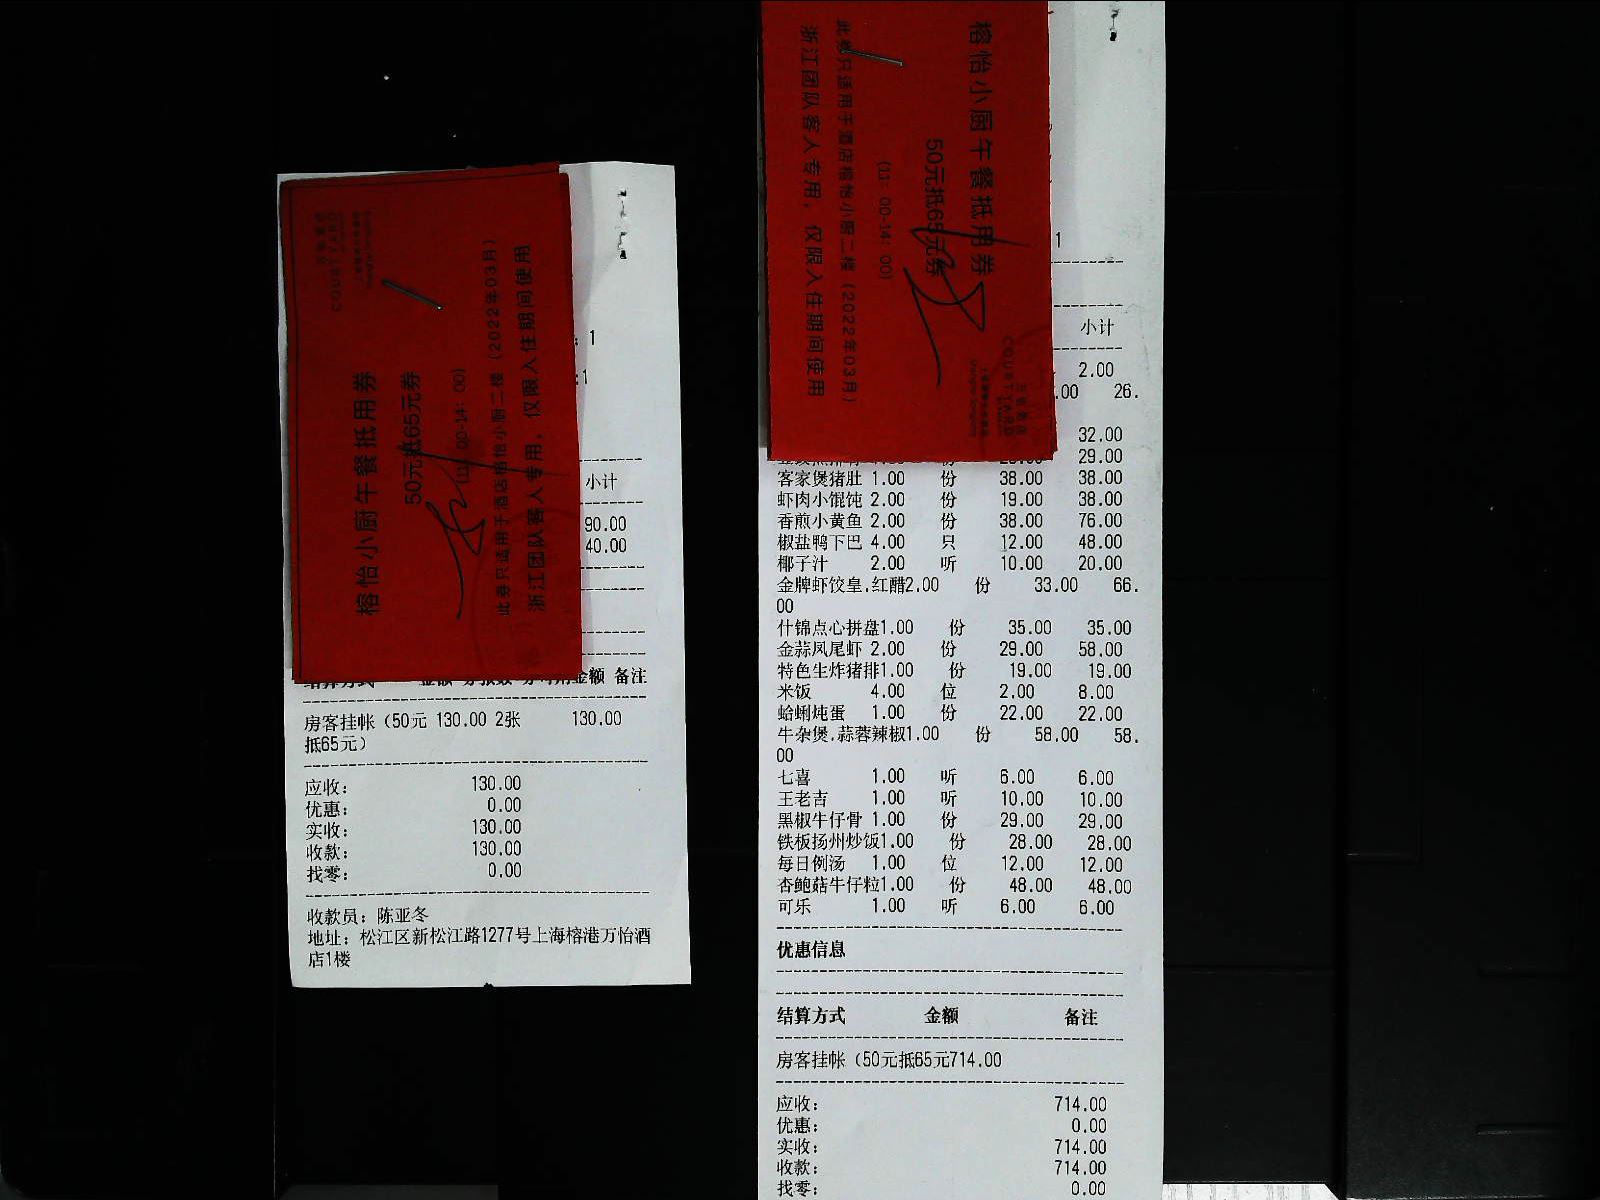 榕怡小厨午餐抵用券
50元抵65元券
(11：00-14：00)
此券只适用于酒店榕怡小厨二楼（2022年03月）
浙江团队客人专用，仅限入住期间使用
COURTYARD
1
:1
小计
90.00
40.00
结算方式 金额 备注
房客挂帐（50元 130.00 2张 130.00
抵65元）
应收： 130.00
优惠： 0.00
实收： 130.00
收款： 130.00
找零： 0.00
收款员：陈亚冬
地址：松江区新松江路1277号上海榕港万怡酒
店1楼
榕怡小厨午餐抵用券
50元抵65元券
(11：00-14：00)
此券只适用于酒店榕怡小厨二楼（2022年03月）
浙江团队客人专用，仅限入住期间使用
COURTYARD
1
小计
2.00
.00 26.
32.00
29.00
客家煲猪肚 1.00 份 38.00 38.00
虾肉小馄饨 2.00 份 19.00 38.00
香煎小黄鱼 2.00 份 38.00 76.00
椒盐鸭下巴 4.00 只 12.00 48.00
椰子汁 2.00 听 10.00 20.00
金牌虾饺皇.红醋2.00 份 33.00 66.
00
什锦点心拼盘1.00 份 35.00 35.00
金蒜凤尾虾 2.00 份 29.00 58.00
特色生炸猪排1.00 份 19.00 19.00
米饭 4.00 位 2.00 8.00
蛤蜊炖蛋 1.00 份 22.00 22.00
牛杂煲.蒜蓉辣椒1.00 份 58.00 58.
00
七喜 1.00 听 6.00 6.00
王老吉 1.00 听 10.00 10.00
黑椒牛仔骨 1.00 份 29.00 29.00
铁板扬州炒饭1.00 份 28.00 28.00
每日例汤 1.00 位 12.00 12.00
杏鲍菇牛仔粒1.00 份 48.00 48.00
可乐 1.00 听 6.00 6.00
优惠信息
结算方式 金额 备注
房客挂帐（50元抵65元714.00
应收： 714.00
优惠： 0.00
实收： 714.00
收款： 714.00
找零： 0.00